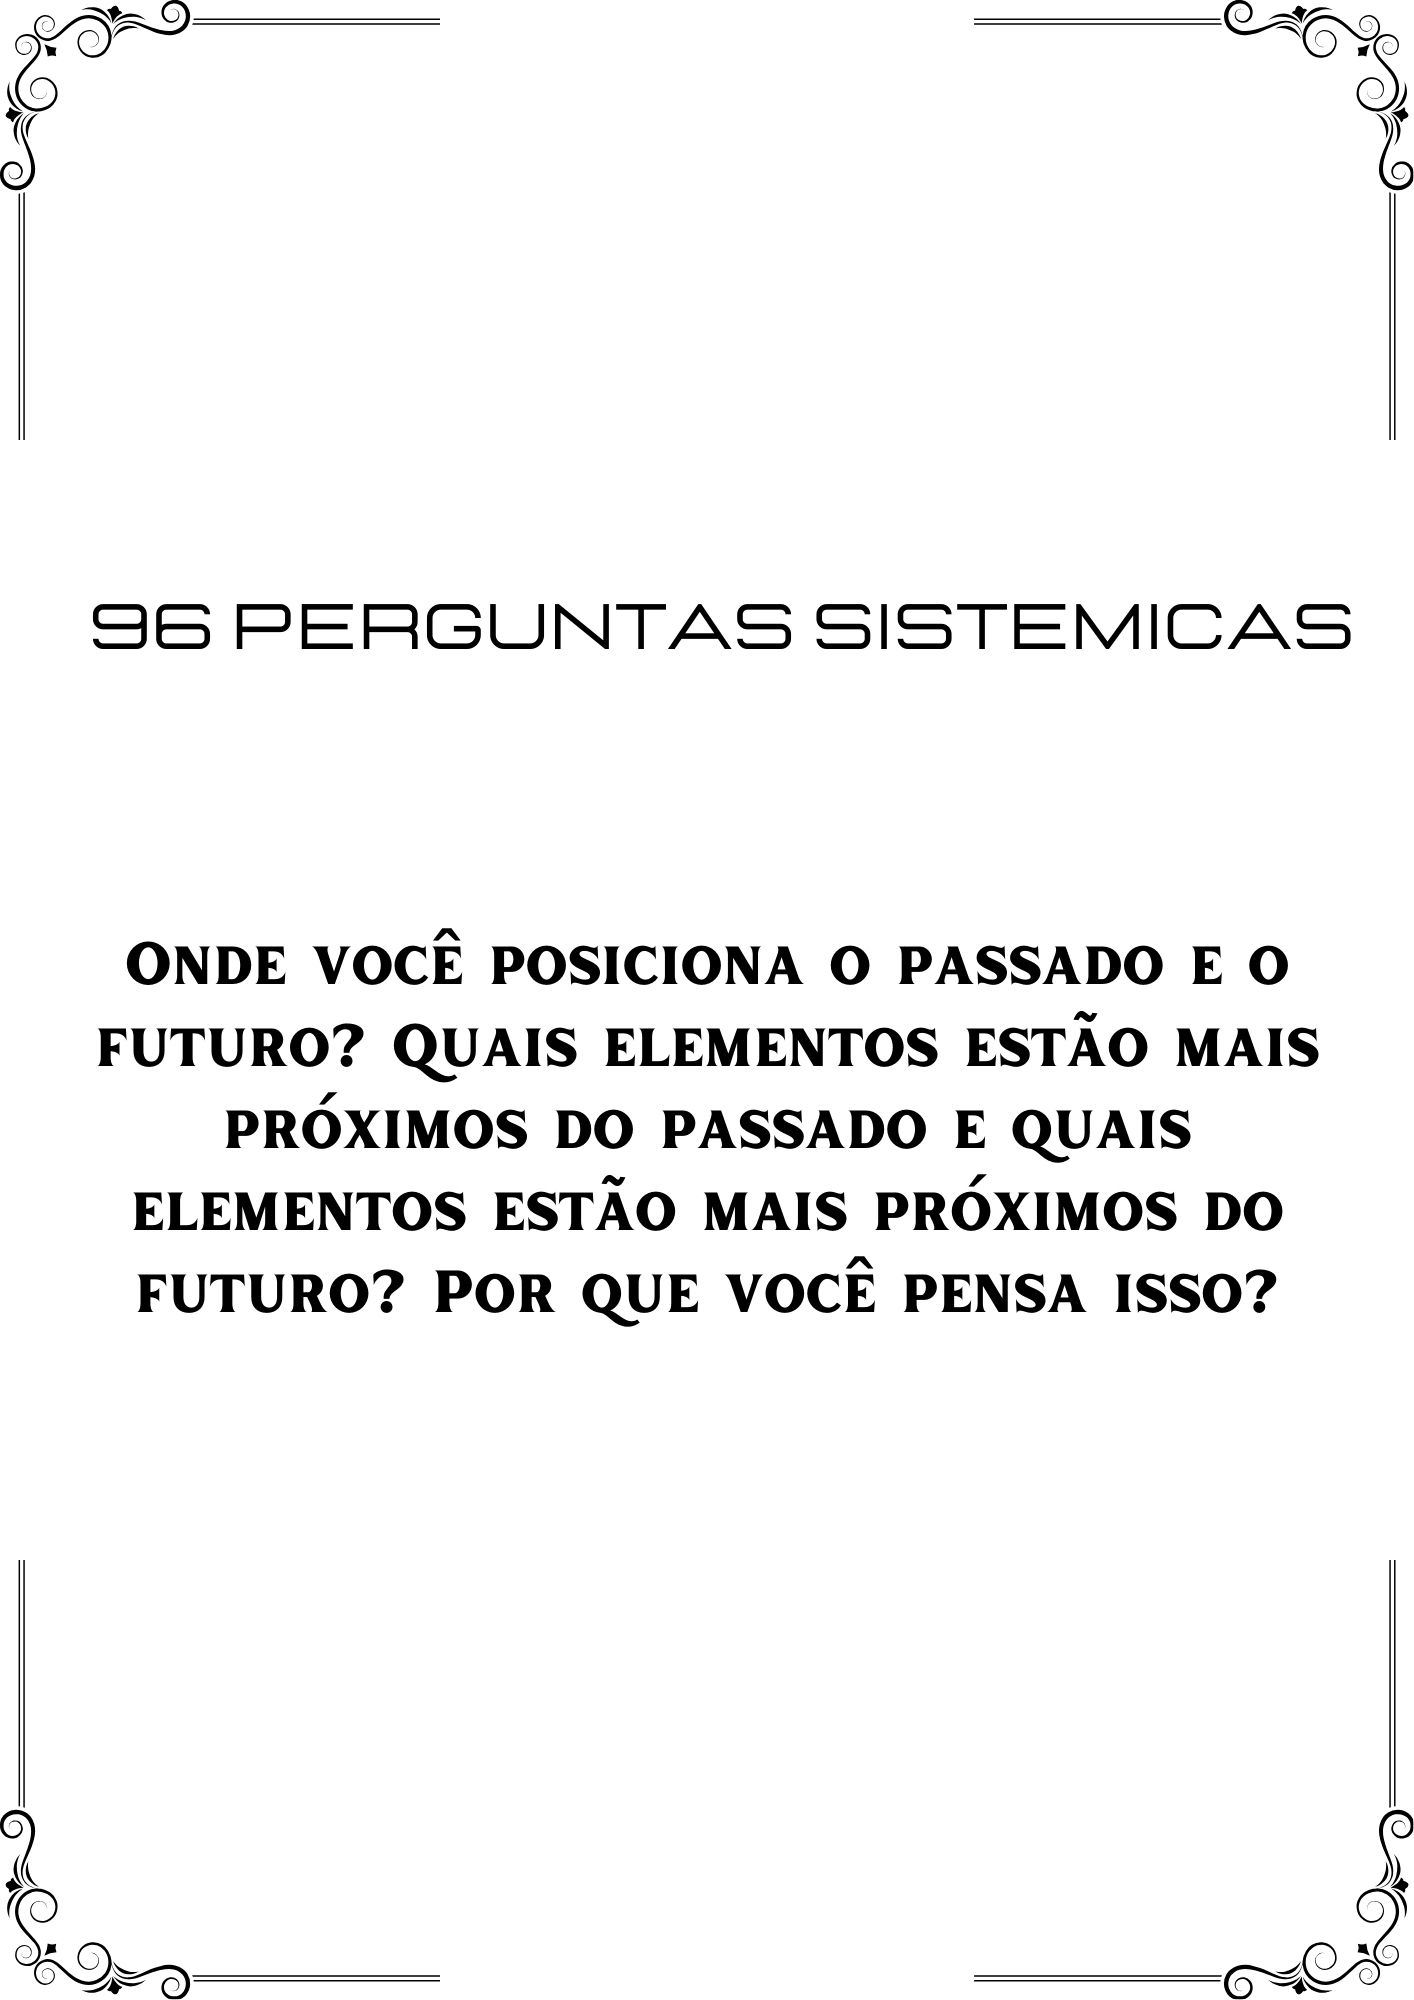 96 PERGUNTAS SISTEMICAS
Onde você posiciona o passado e o
futuro? Quais elementos estão mais
próximos do passado e quais
elementos estão mais próximos do
futuro? Por que você pensa isso?